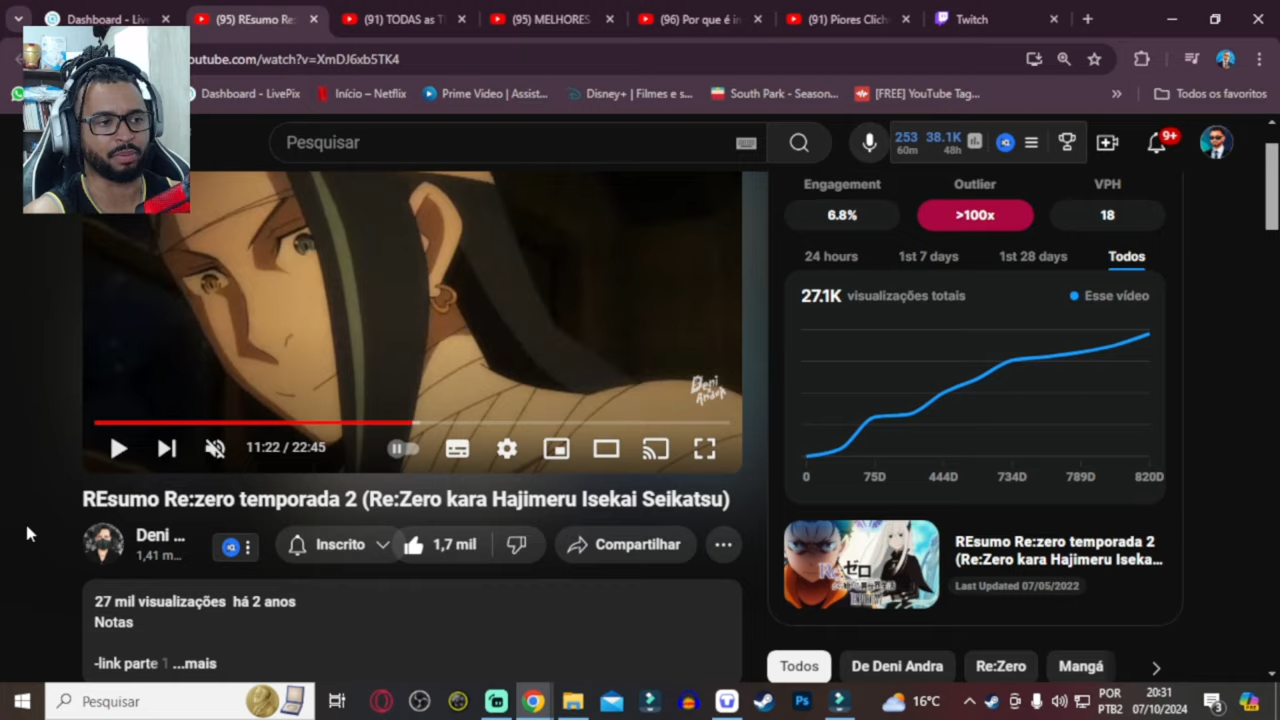 Dashboard - Liv
(95) REsumo Re:
(91) TODAS as T
(95) MELHORES
(96) Por que é in
(91) Piores Clich
Twitch
outube.com/watch?v=XmDJ6xb5TK4
Dashboard - LivePix
Início – Netflix
Prime Video | Assist...
Disney+ | Filmes e s...
South Park - Season...
[FREE] YouTube Tag...
Todos os favoritos
Pesquisar
253 38.1K
60m 48h
9+
Engagement Outlier VPH
6.8% >100x 18
24 hours 1st 7 days 1st 28 days Todos
27.1K visualizações totais Esse vídeo
0 75D 444D 734D 789D 820D
Deni Andra
11:22 / 22:45
REsumo Re:zero temporada 2 (Re:Zero kara Hajimeru Isekai Seikatsu)
Deni ...
1,41 m...
Inscrito
1,7 mil
Compartilhar
REsumo Re:zero temporada 2
(Re:Zero kara Hajimeru Iseka...
Last Updated 07/05/2022
27 mil visualizações há 2 anos
Notas
-link parte 1 ...mais
Todos De Deni Andra Re:Zero Mangá
Pesquisar
16°C
POR
PTB2
20:31
07/10/2024
3